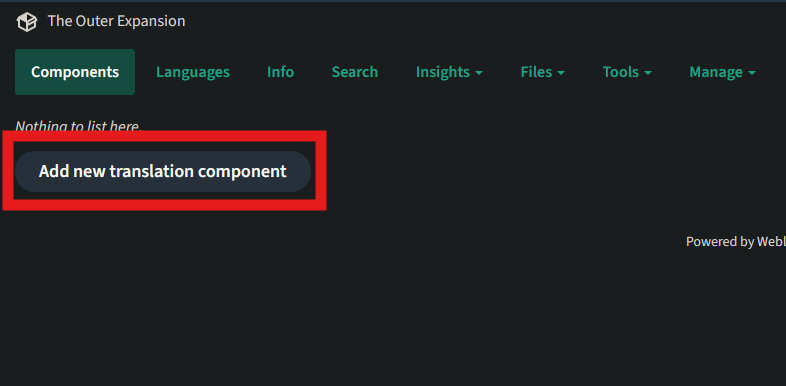 The Outer Expansion
Components Languages Info Search Insights Files Tools Manage
Nothing to list here.
Add new translation component
Powered by Webl